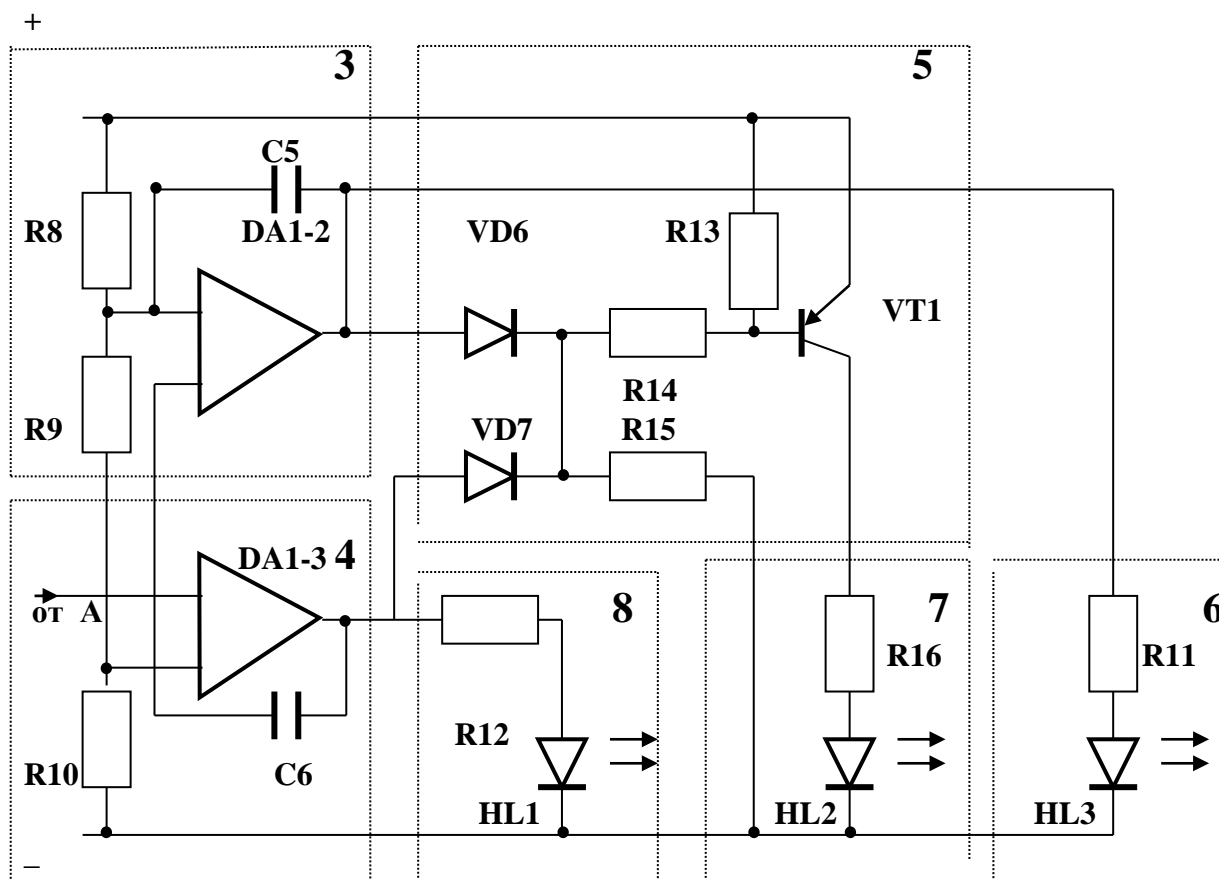 +
3
5
C5
R8
DA1-2
VD6
R13
VT1
R14
R9
VD7
R15
DA1-3 4
от А
8
7
6
R16
R11
R12
R10
C6
HL1
HL2
HL3
–